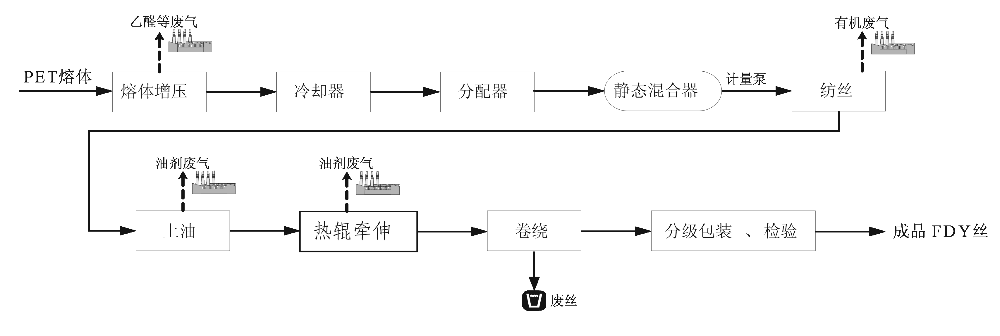 乙醛等废气
有机废气
PET熔体
熔体增压
冷却器
分配器
静态混合器
计量泵
纺丝
油剂废气
油剂废气
上油
热辊牵伸
卷绕
分级包装 、检验
成品 FDY丝
废丝